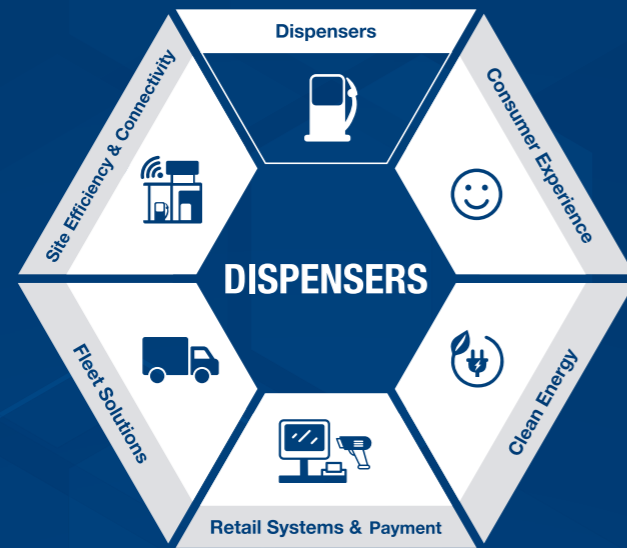 Dispensers
Site Efficiency & Connectivity
Consumer Experience
DISPENSERS
Fleet Solutions
Clean Energy
Retail Systems & Payment